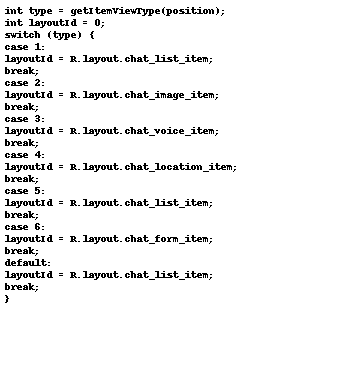 int type = getItemViewType(position);
int layoutId = 0;
switch (type) {
case 1:
layoutId = R.layout.chat_list_item;
break;
case 2:
layoutId = R.layout.chat_image_item;
break;
case 3:
layoutId = R.layout.chat_voice_item;
break;
case 4:
layoutId = R.layout.chat_location_item;
break;
case 5:
layoutId = R.layout.chat_list_item;
break;
case 6:
layoutId = R.layout.chat_form_item;
break;
default:
layoutId = R.layout.chat_list_item;
break;
}